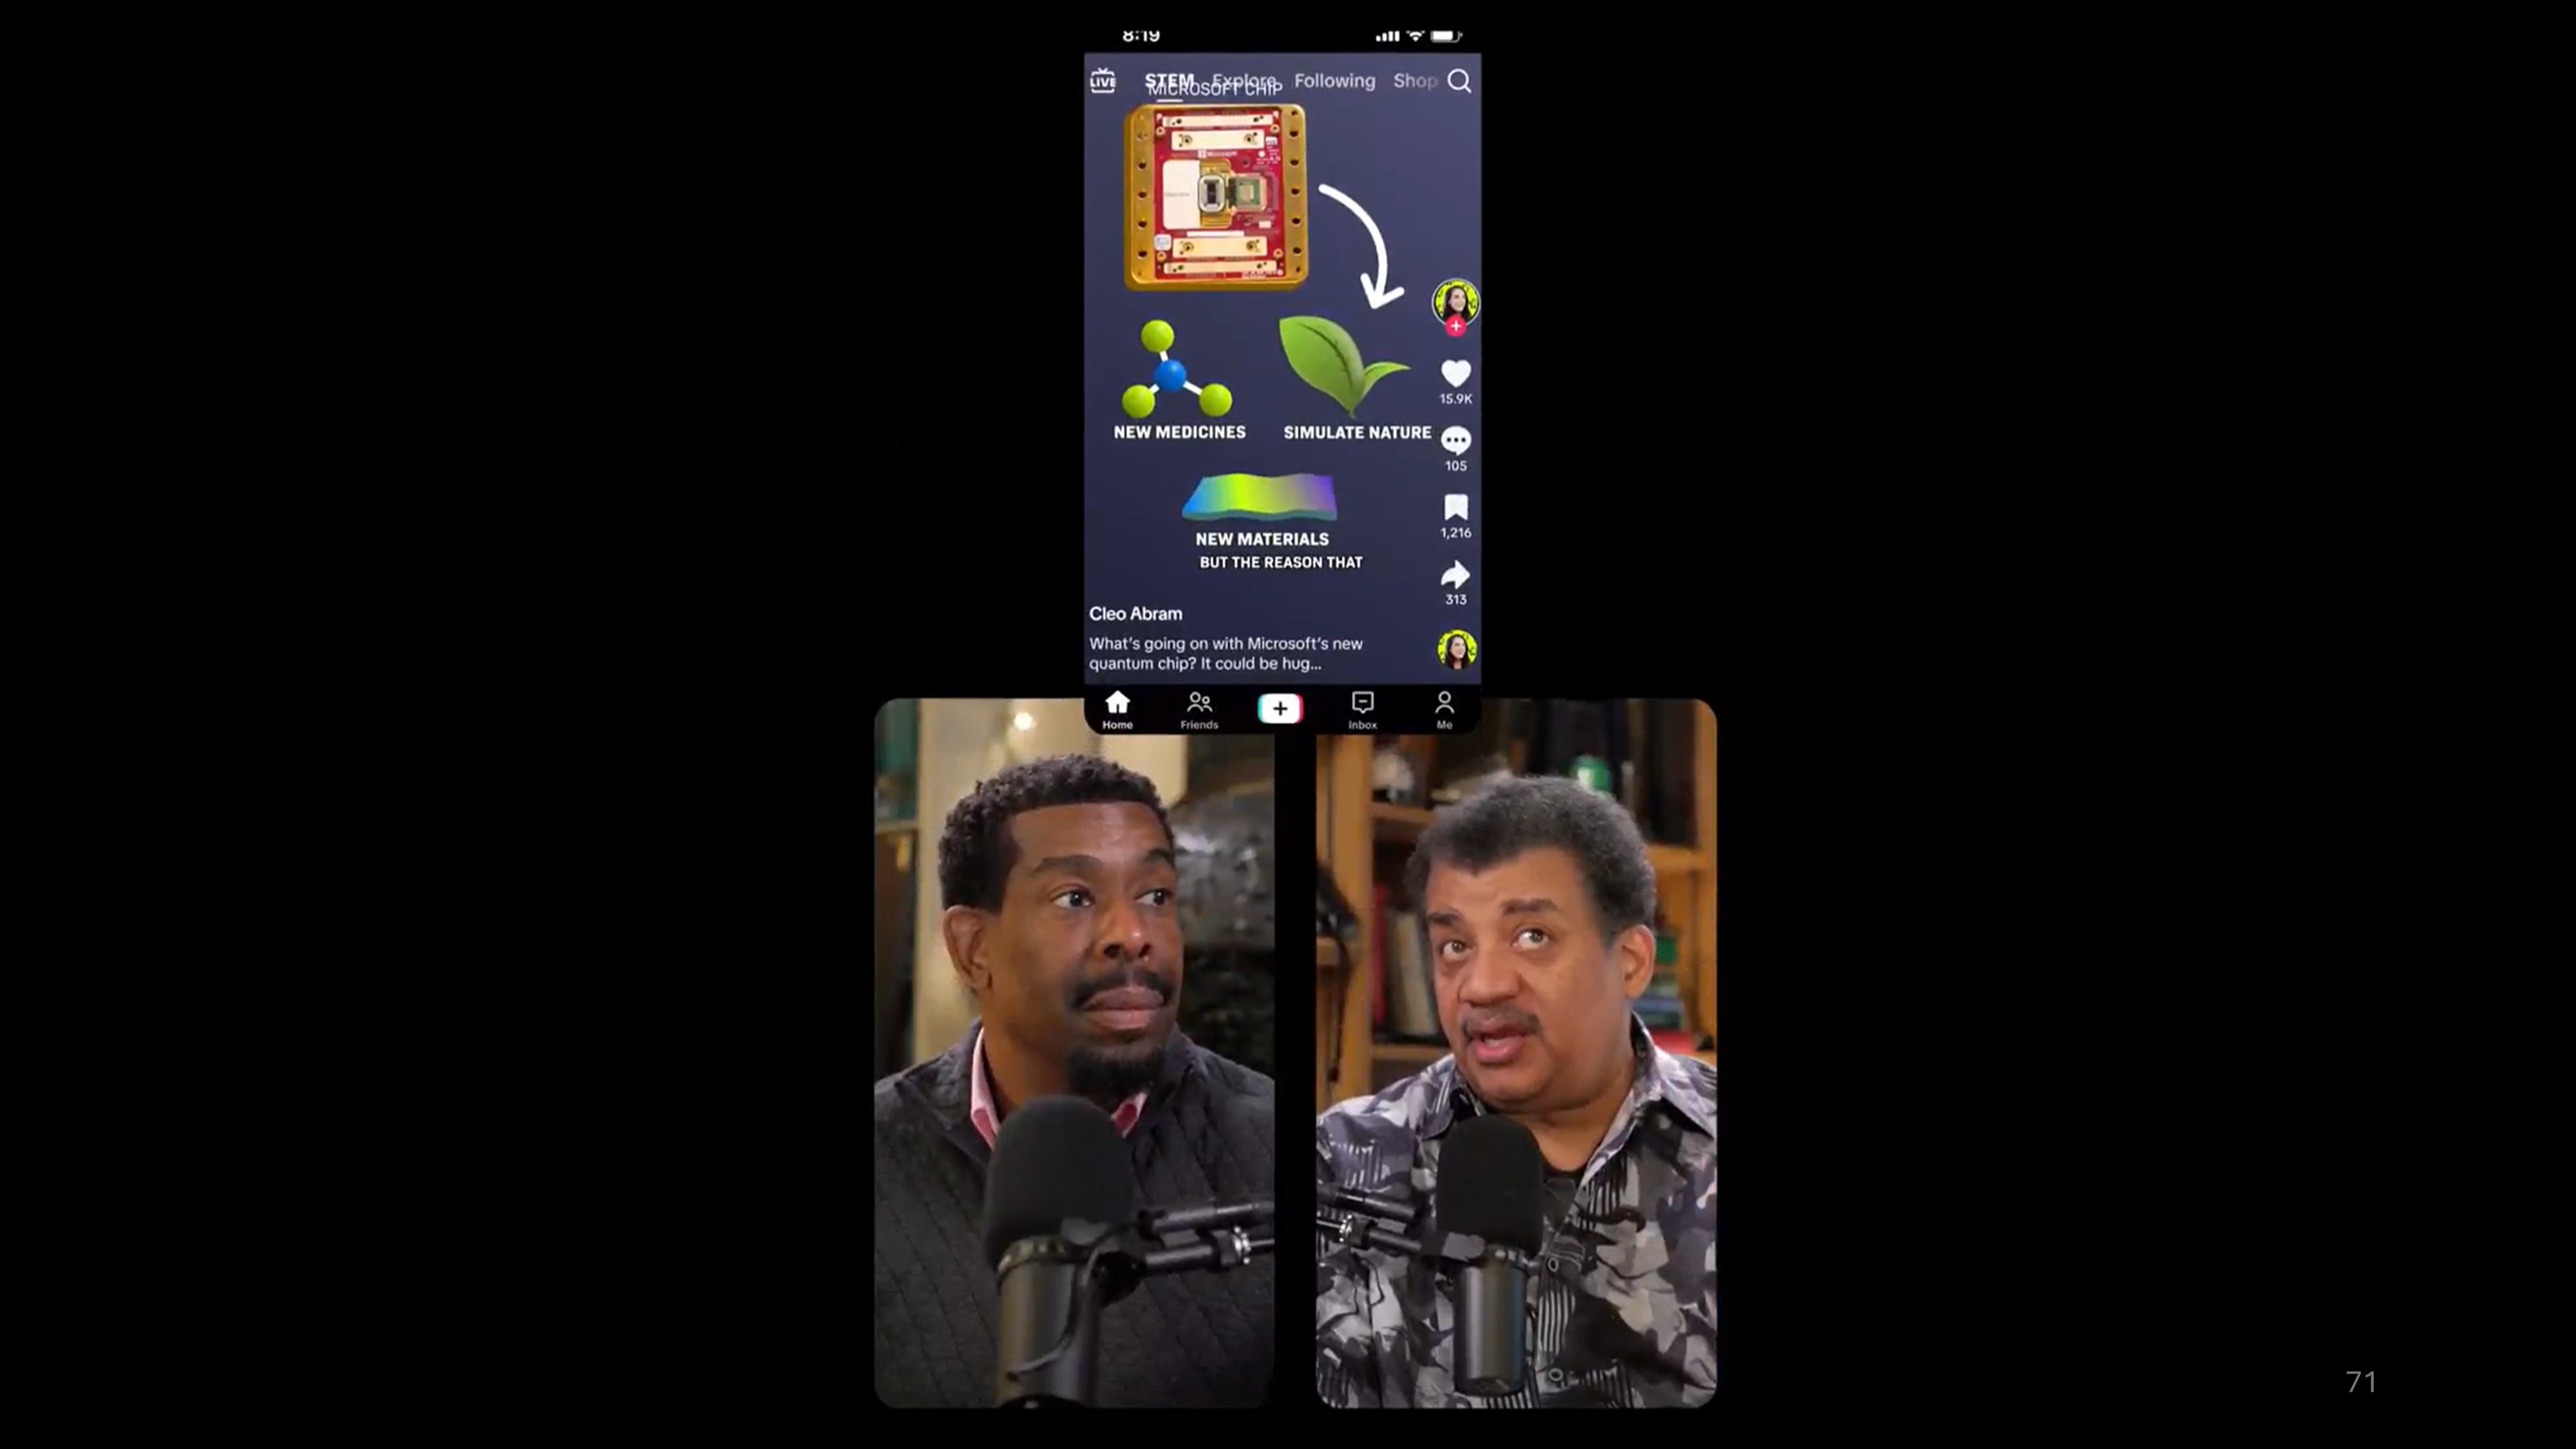 8:19
LIVE STEM Explore Following Shop
MICROSOFT CHIP
Microsoft
NEW MEDICINES
SIMULATE NATURE
15.9K
105
1,216
313
NEW MATERIALS
BUT THE REASON THAT
Cleo Abram
What's going on with Microsoft's new
quantum chip? It could be hug...
Home Friends Inbox Me
71